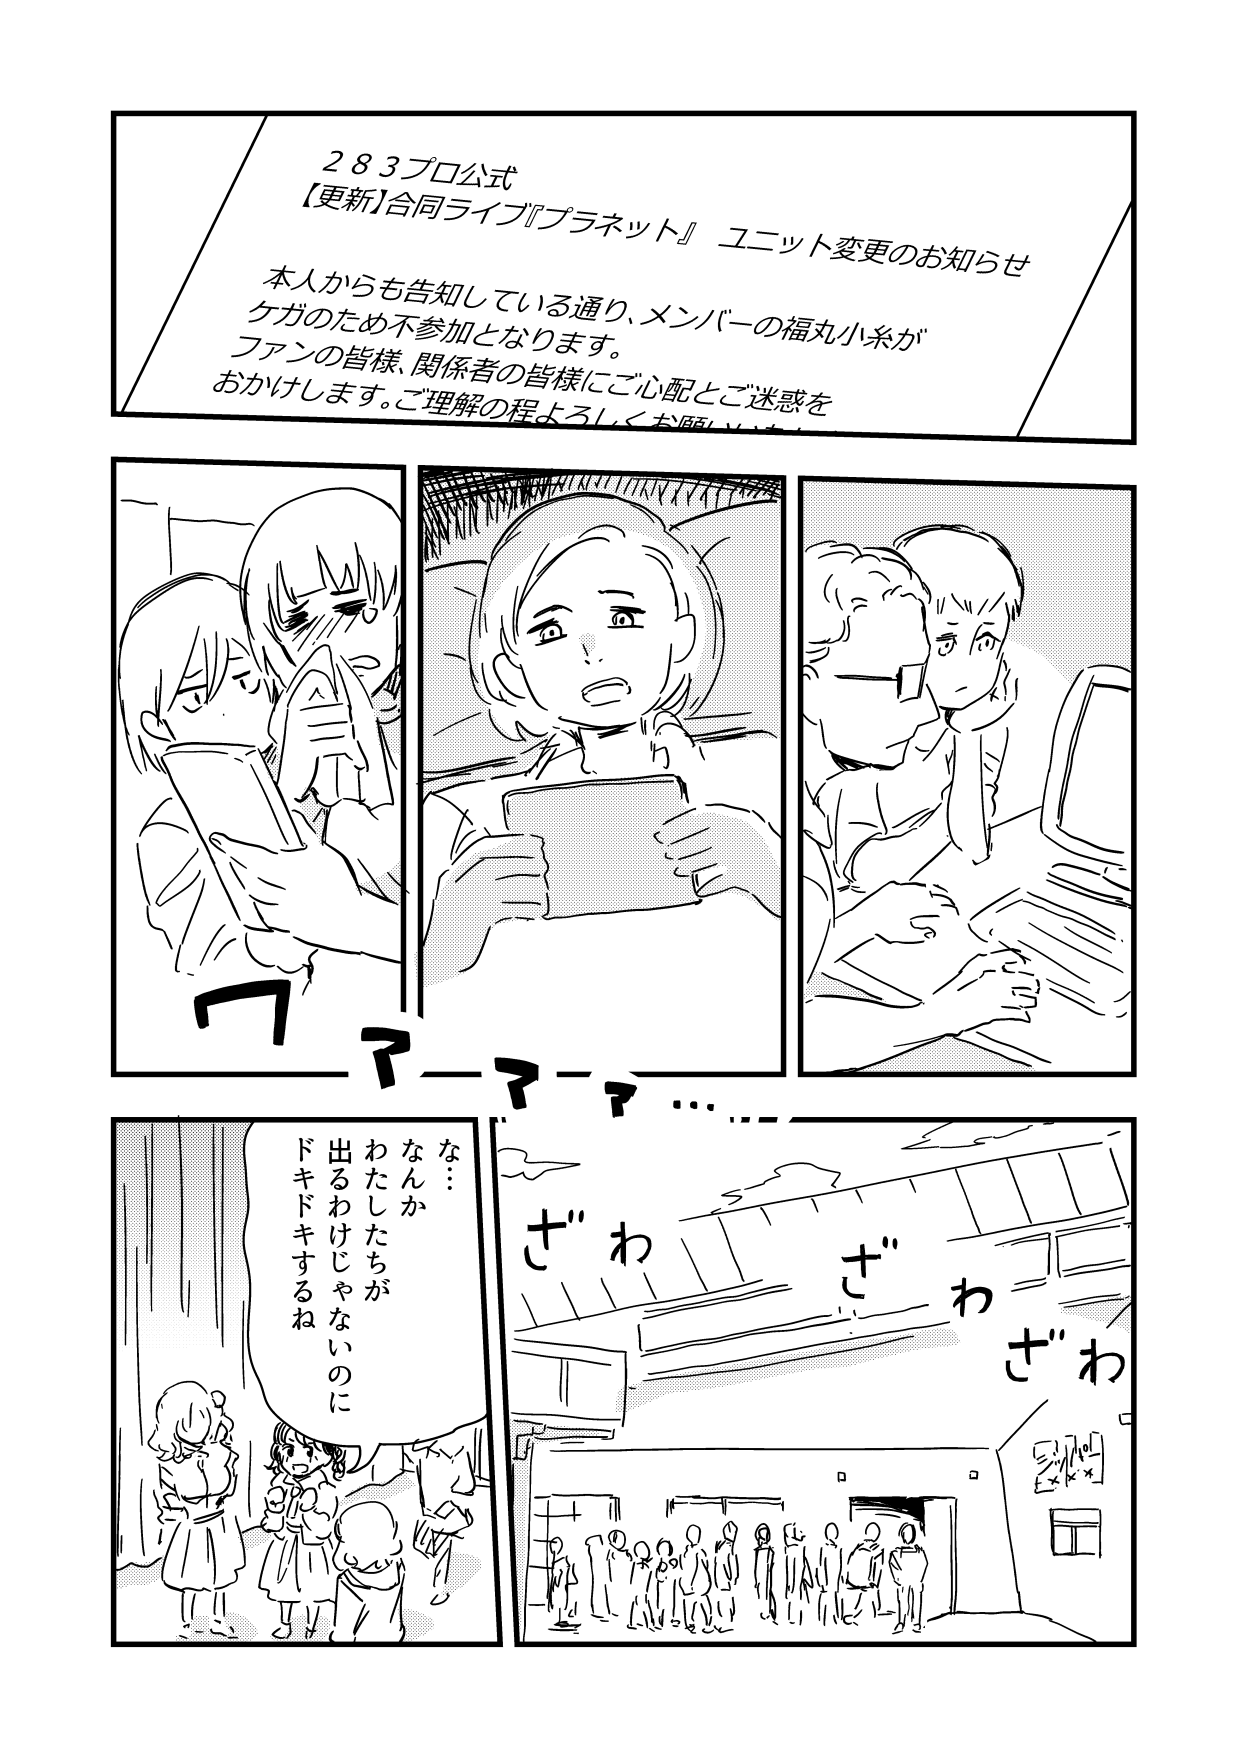 ２８３プロ公式
【更新】合同ライブ『プラネット』　ユニット変更のお知らせ
本人からも告知している通り、メンバーの福丸小糸が
ケガのため不参加となります。
ファンの皆様、関係者の皆様にご心配とご迷惑を
おかけします。ご理解の程よろしくお願いいた
ワァァァ…
ざわ
ざわ
ざわ
な…
なんか
わたしたちが
出るわけじゃないのに
ドキドキするね